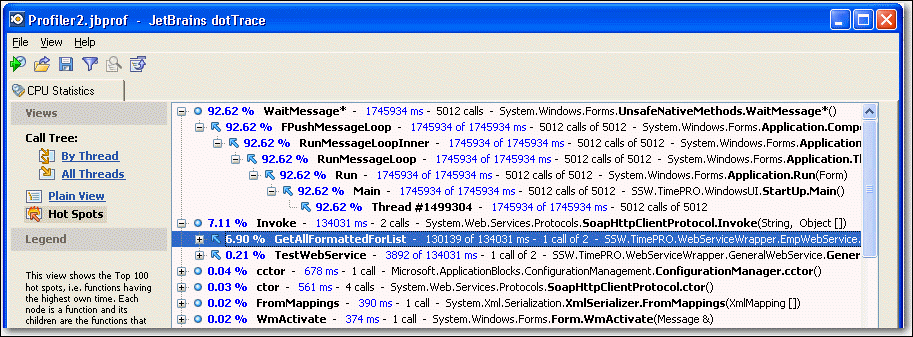 Profiler2.jbprof - JetBrains dotTrace
File View Help
CPU Statistics
Views
Call Tree:
By Thread
All Threads
Plain View
Hot Spots
Legend
This view shows the Top 100
hot spots, i.e. functions having
the highest own time. Each
node is a function and its
children are the functions that
92.62 % WaitMessage* - 1745934 ms - 5012 calls - System.Windows.Forms.UnsafeNativeMethods.WaitMessage*()
92.62 % FPushMessageLoop - 1745934 of 1745934 ms - 5012 calls of 5012 - System.Windows.Forms.Application.Compo
92.62 % RunMessageLoopInner - 1745934 of 1745934 ms - 5012 calls of 5012 - System.Windows.Forms.Application.
92.62 % RunMessageLoop - 1745934 of 1745934 ms - 5012 calls of 5012 - System.Windows.Forms.Application.Th
92.62 % Run - 1745934 of 1745934 ms - 5012 calls of 5012 - System.Windows.Forms.Application.Run(Form)
92.62 % Main - 1745934 of 1745934 ms - 5012 calls of 5012 - SSW.TimePRO.WindowsUI.StartUp.Main()
92.62 % Thread #1499304 - 1745934 of 1745934 ms - 5012 calls of 5012
7.11 % Invoke - 134031 ms - 2 calls - System.Web.Services.Protocols.SoapHttpClientProtocol.Invoke(String, Object [])
6.90 % GetAllFormattedForList - 130139 of 134031 ms - 1 call of 2 - SSW.TimePRO.WebServiceWrapper.EmpWebService.
0.21 % TestWebService - 3892 of 134031 ms - 1 call of 2 - SSW.TimePRO.WebServiceWrapper.GeneralWebService.Gener
0.04 % cctor - 678 ms - 1 call - Microsoft.ApplicationBlocks.ConfigurationManagement.ConfigurationManager.cctor()
0.03 % ctor - 561 ms - 4 calls - System.Web.Services.Protocols.SoapHttpClientProtocol.ctor()
0.02 % FromMappings - 390 ms - 1 call - System.Xml.Serialization.XmlSerializer.FromMappings(XmlMapping [])
0.02 % WmActivate - 374 ms - 1 call - System.Windows.Forms.Form.WmActivate(Message &)